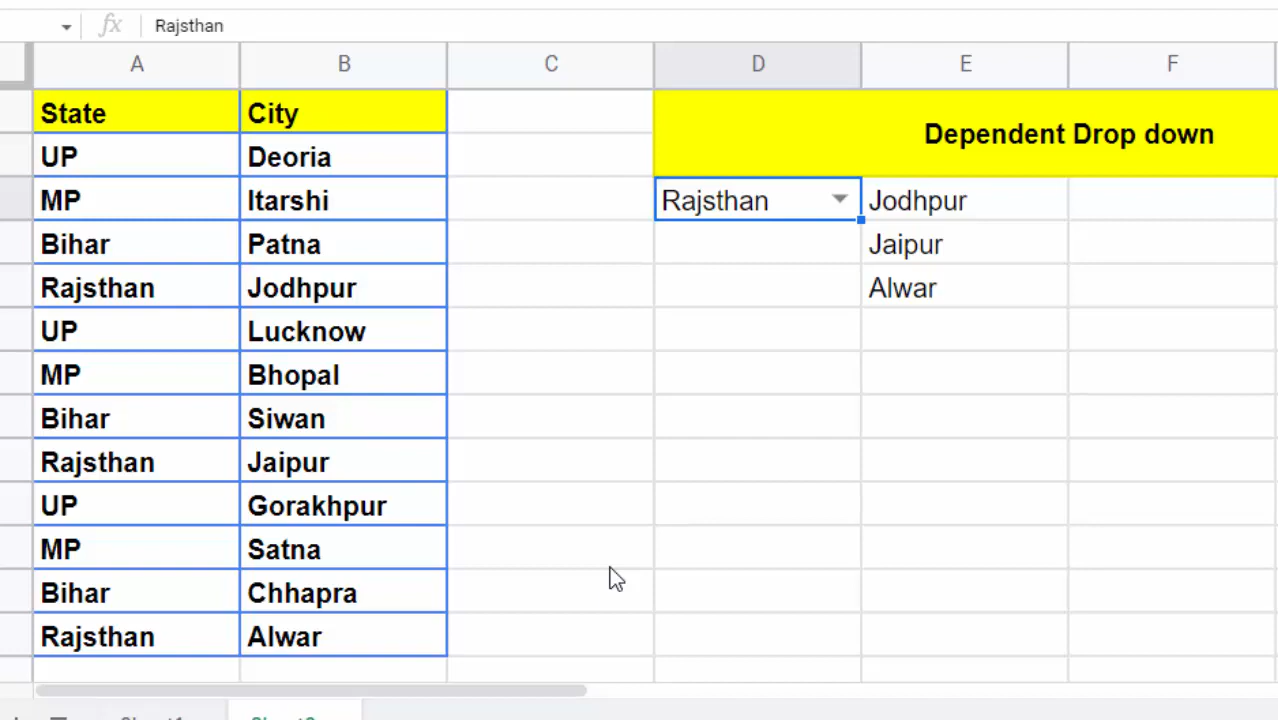 fx Rajsthan
A B C D E F
State City
Dependent Drop down
UP Deoria
MP Itarshi Rajsthan Jodhpur
Bihar Patna Jaipur
Rajsthan Jodhpur Alwar
UP Lucknow
MP Bhopal
Bihar Siwan
Rajsthan Jaipur
UP Gorakhpur
MP Satna
Bihar Chhapra
Rajsthan Alwar